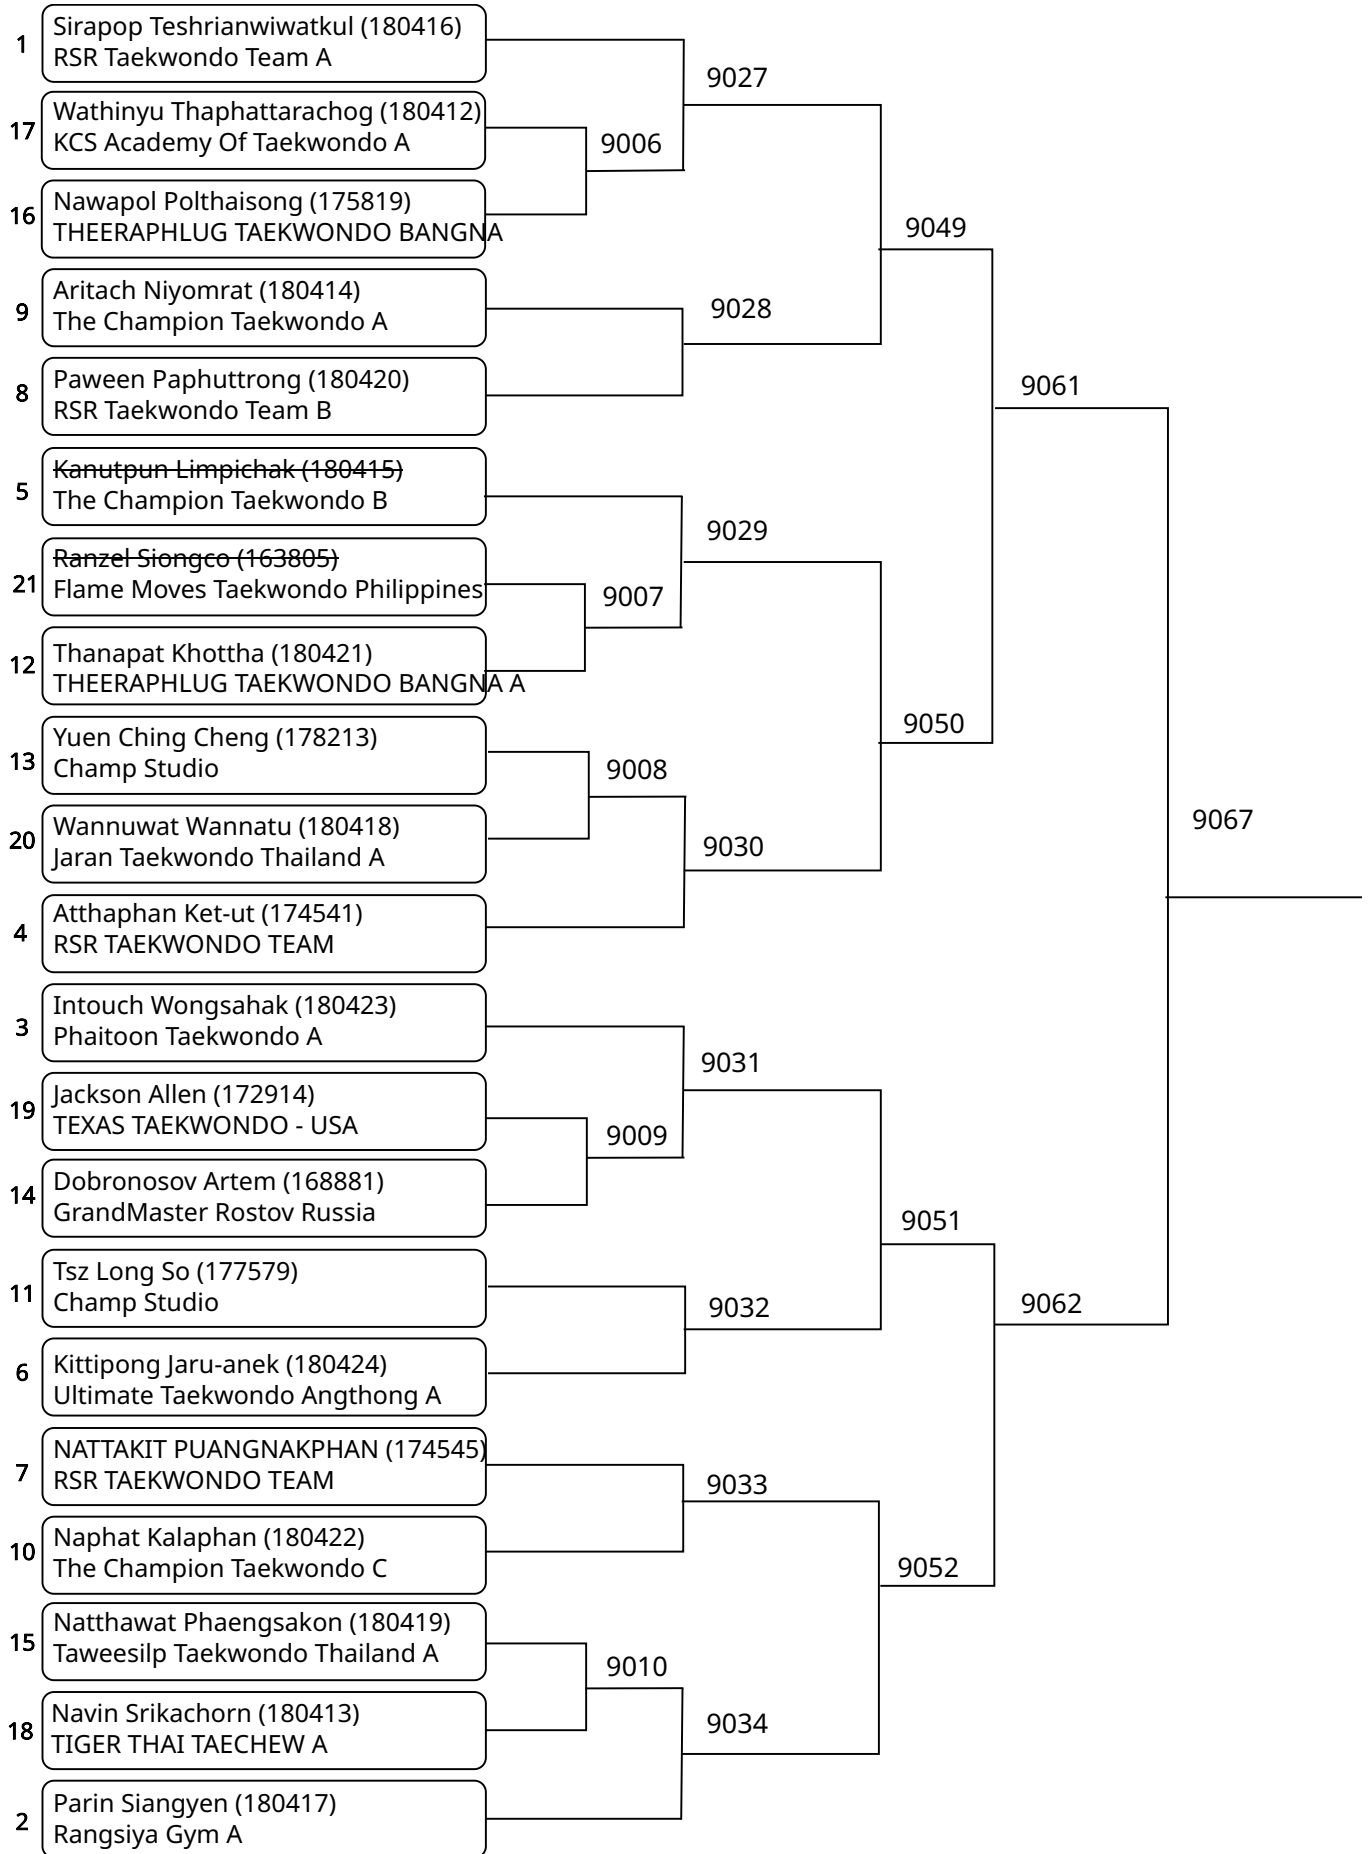 1
Sirapop Teshrianwiwatkul (180416)
RSR Taekwondo Team A
9027
17
Wathinyu Thaphattarachog (180412)
KCS Academy Of Taekwondo A
9006
16
Nawapol Polthaisong (175819)
THEERAPHLUG TAEKWONDO BANGNA
9049
9
Aritach Niyomrat (180414)
The Champion Taekwondo A
9028
8
Paween Paphuttrong (180420)
RSR Taekwondo Team B
9061
5
Kanutpun Limpichak (180415)
The Champion Taekwondo B
9029
21
Ranzel Siongco (163805)
Flame Moves Taekwondo Philippines
9007
12
Thanapat Khottha (180421)
THEERAPHLUG TAEKWONDO BANGNA A
9050
13
Yuen Ching Cheng (178213)
Champ Studio
9008
20
Wannuwat Wannatu (180418)
Jaran Taekwondo Thailand A
9030
9067
4
Atthaphan Ket-ut (174541)
RSR TAEKWONDO TEAM
3
Intouch Wongsahak (180423)
Phaitoon Taekwondo A
9031
19
Jackson Allen (172914)
TEXAS TAEKWONDO - USA
9009
14
Dobronosov Artem (168881)
GrandMaster Rostov Russia
9051
11
Tsz Long So (177579)
Champ Studio
9032
9062
6
Kittipong Jaru-anek (180424)
Ultimate Taekwondo Angthong A
7
NATTAKIT PUANGNAKPHAN (174545)
RSR TAEKWONDO TEAM
9033
10
Naphat Kalaphan (180422)
The Champion Taekwondo C
9052
15
Natthawat Phaengsakon (180419)
Taweesilp Taekwondo Thailand A
9010
18
Navin Srikachorn (180413)
TIGER THAI TAECHEW A
9034
2
Parin Siangyen (180417)
Rangsiya Gym A